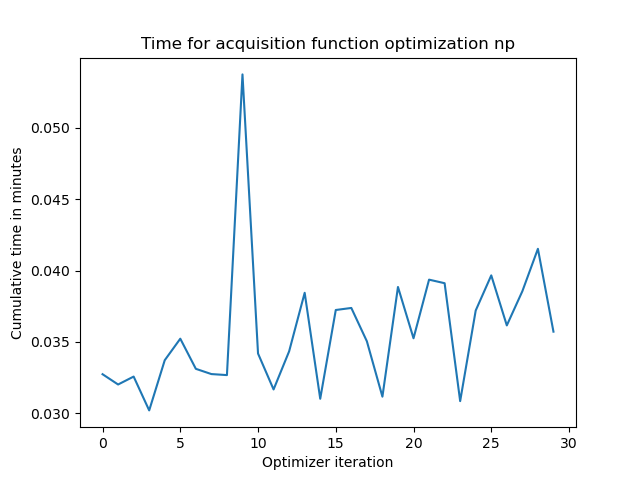 Time for acquisition function optimization np
Cumulative time in minutes
0.050
0.045
0.040
0.035
0.030
0 5 10 15 20 25 30
Optimizer iteration